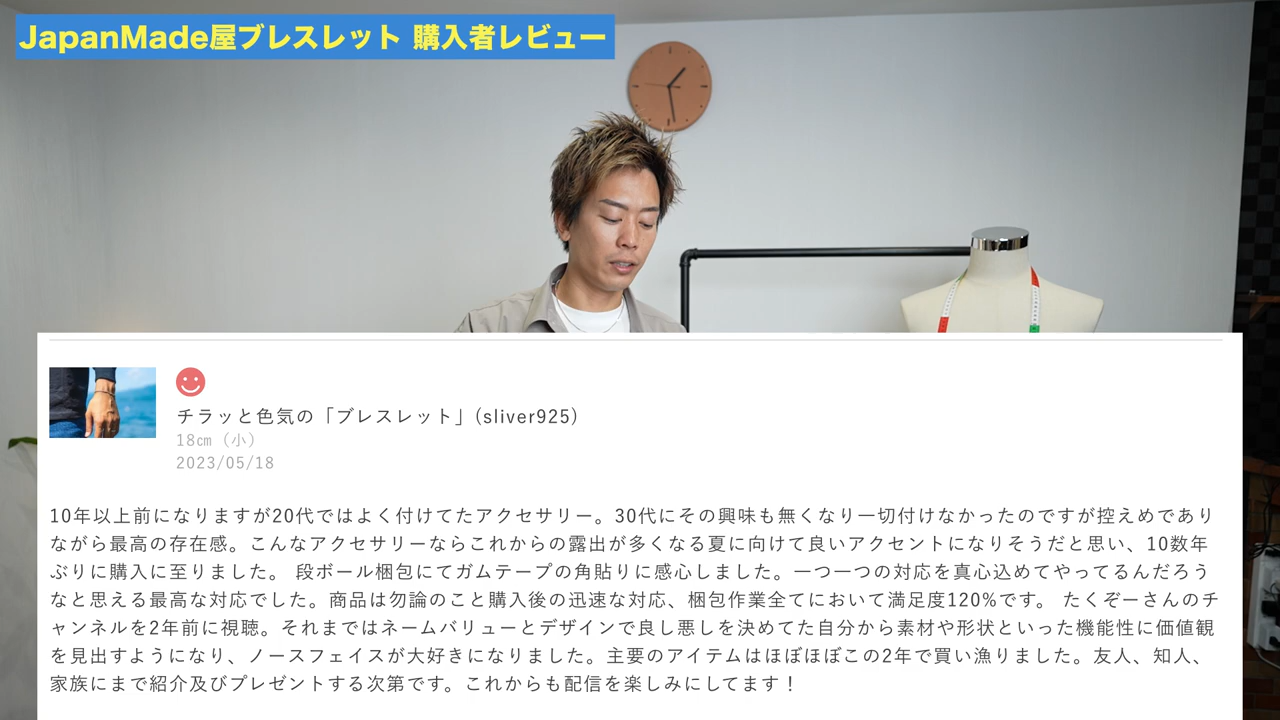 JapanMade屋ブレスレット 購入者レビュー
チラッと色気の「ブレスレット」(sliver925)
18㎝（小）
2023/05/18
10年以上前になりますが20代ではよく付けてたアクセサリー。30代にその興味も無くなり一切付けなかったのですが控えめであり
ながら最高の存在感。こんなアクセサリーならこれからの露出が多くなる夏に向けて良いアクセントになりそうだと思い、10数年
ぶりに購入に至りました。 段ボール梱包にてガムテープの角貼りに感心しました。一つ一つの対応を真心込めてやってるんだろう
なと思える最高な対応でした。商品は勿論のこと購入後の迅速な対応、梱包作業全てにおいて満足度120%です。 たくぞーさんのチ
ャンネルを2年前に視聴。それまではネームバリューとデザインで良し悪しを決めてた自分から素材や形状といった機能性に価値観
を見出すようになり、ノースフェイスが大好きになりました。主要のアイテムはほぼほぼこの2年で買い漁りました。友人、知人、
家族にまで紹介及びプレゼントする次第です。これからも配信を楽しみにしてます！